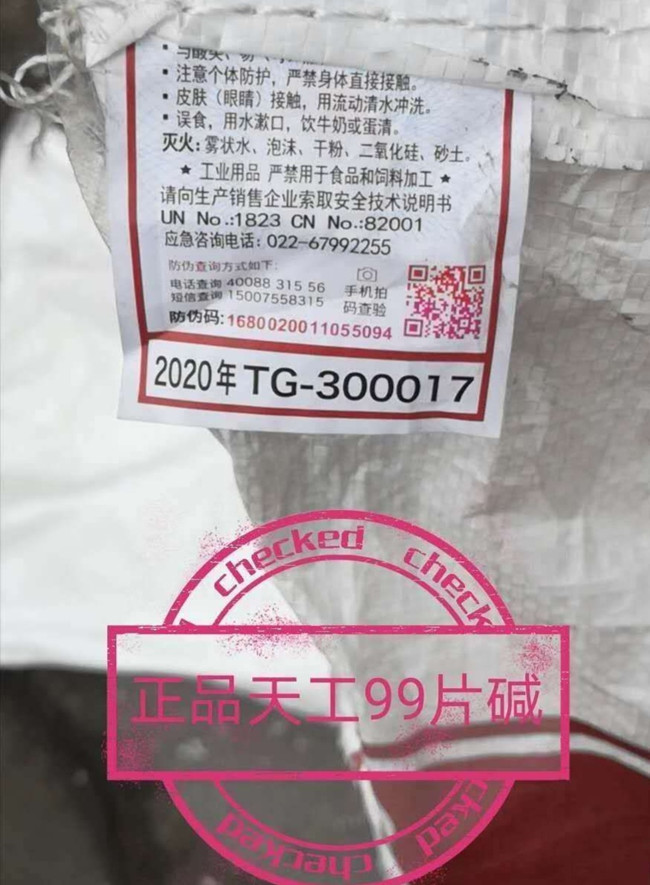 · 注意个体防护，严禁身体直接接触。
· 皮肤（眼睛）接触，用流动清水冲洗。
· 误食，用水漱口，饮牛奶或蛋清。
灭火：雾状水、泡沫、干粉、二氧化硅、砂土。
★ 工业用品 严禁用于食品和饲料加工 ★
请向生产销售企业索取安全技术说明书
UN No.:1823 CN No.:82001
应急咨询电话：022-67992255
防伪查询方式如下:
电话查询 40088 315 56
短信查询 15007558315
手机拍
码查验
防伪码:1680020011055094
2020年TG-300017
checked check
正品天工99片碱
checked checked